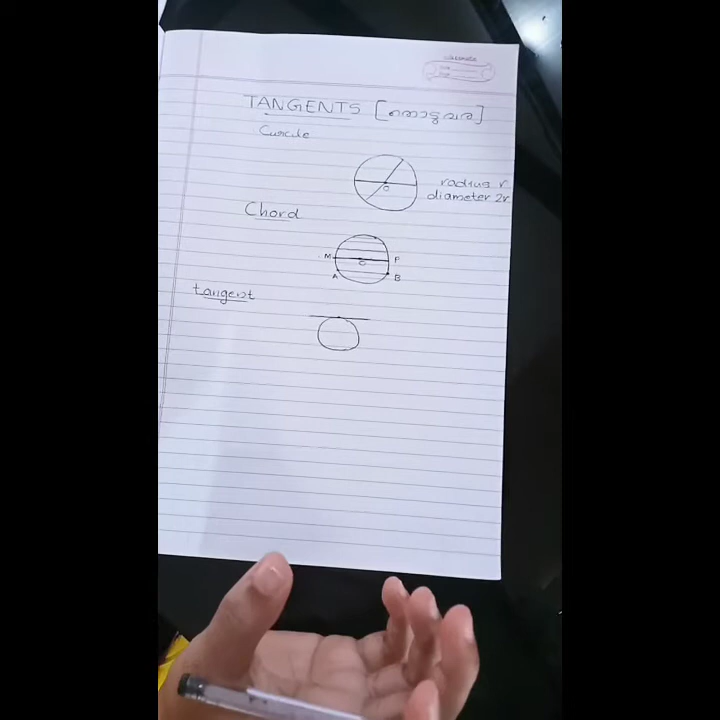 TANGENTS [തൊടുവര]
Circle
O
radius r
diameter 2r
Chord
M O P
A B
tangent